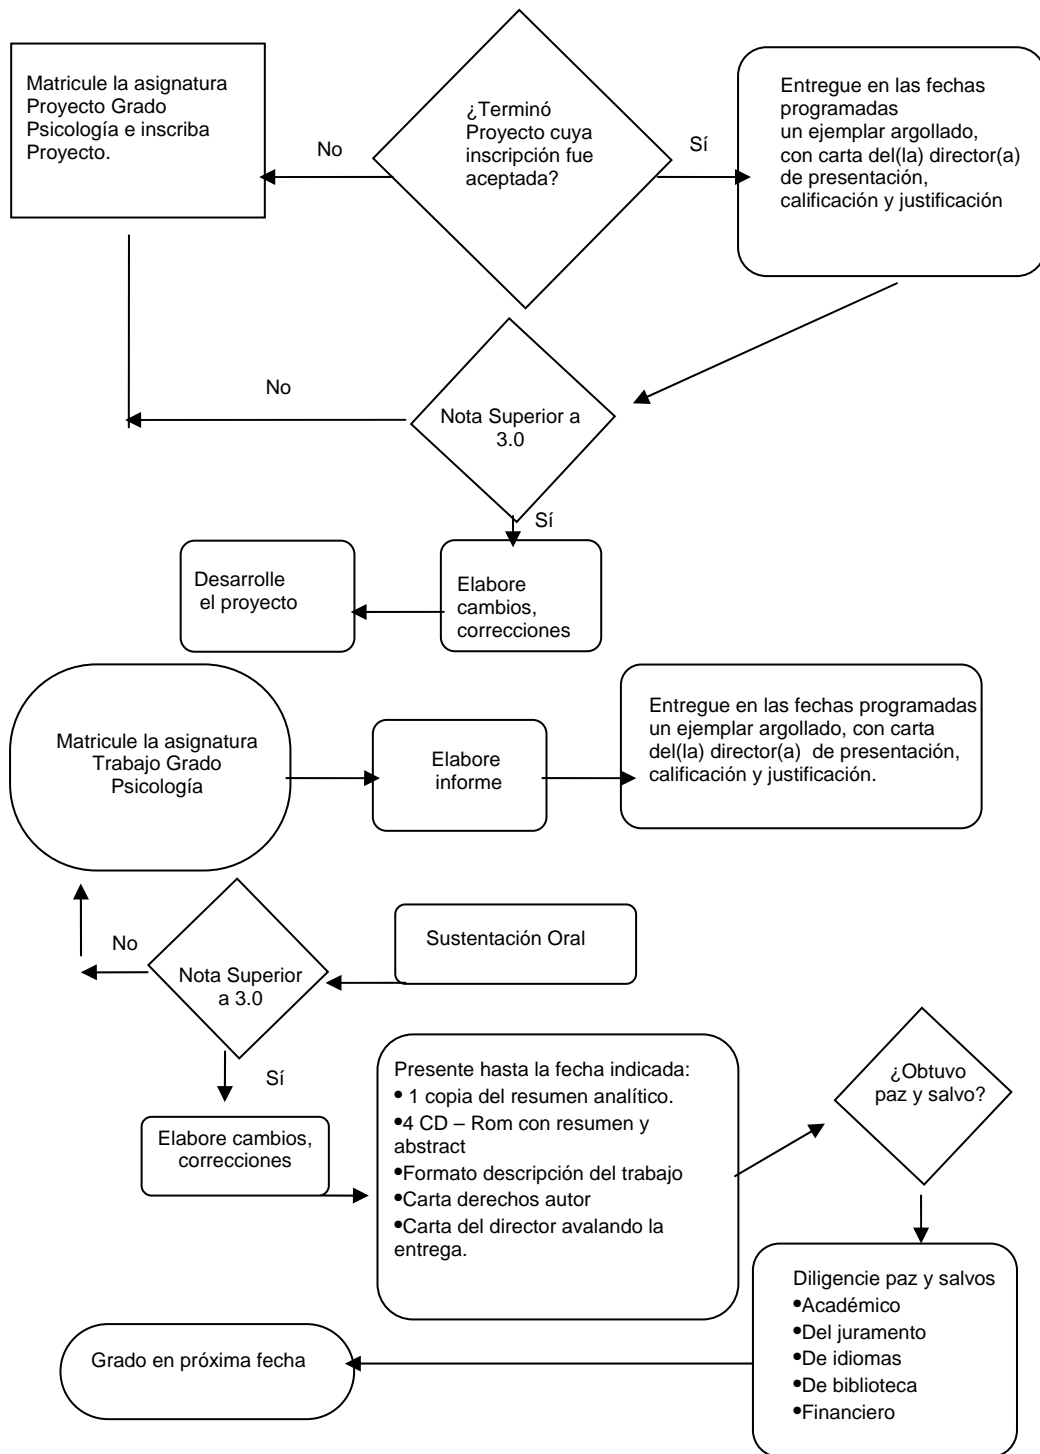 Matricule la asignatura
Proyecto Grado
Psicología e inscriba
Proyecto.
No
¿Terminó
Proyecto cuya
inscripción fue
aceptada?
Sí
Entregue en las fechas
programadas
un ejemplar argollado,
con carta del(la) director(a)
de presentación,
calificación y justificación
No
Nota Superior a
3.0
Sí
Desarrolle
el proyecto
Elabore
cambios,
correcciones
Matricule la asignatura
Trabajo Grado
Psicología
Elabore
informe
Entregue en las fechas programadas
un ejemplar argollado, con carta
del(la) director(a) de presentación,
calificación y justificación.
No
Nota Superior
a 3.0
Sustentación Oral
Sí
Elabore cambios,
correcciones
Presente hasta la fecha indicada:
• 1 copia del resumen analítico.
•4 CD – Rom con resumen y
abstract
•Formato descripción del trabajo
•Carta derechos autor
•Carta del director avalando la
entrega.
¿Obtuvo
paz y salvo?
Diligencie paz y salvos
•Académico
•Del juramento
•De idiomas
•De biblioteca
•Financiero
Grado en próxima fecha